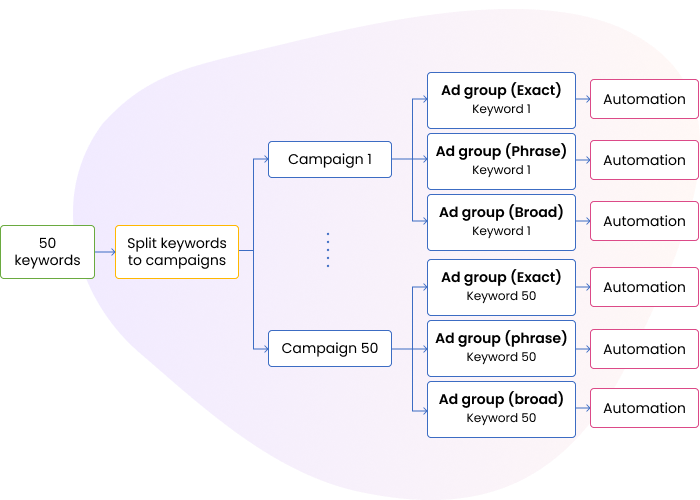 50
keywords
Split keywords
to campaigns
Campaign 1
Ad group (Exact)
Keyword 1
Automation
Ad group (Phrase)
Keyword 1
Automation
Ad group (Broad)
Keyword 1
Automation
Campaign 50
Ad group (Exact)
Keyword 50
Automation
Ad group (phrase)
Keyword 50
Automation
Ad group (broad)
Keyword 50
Automation